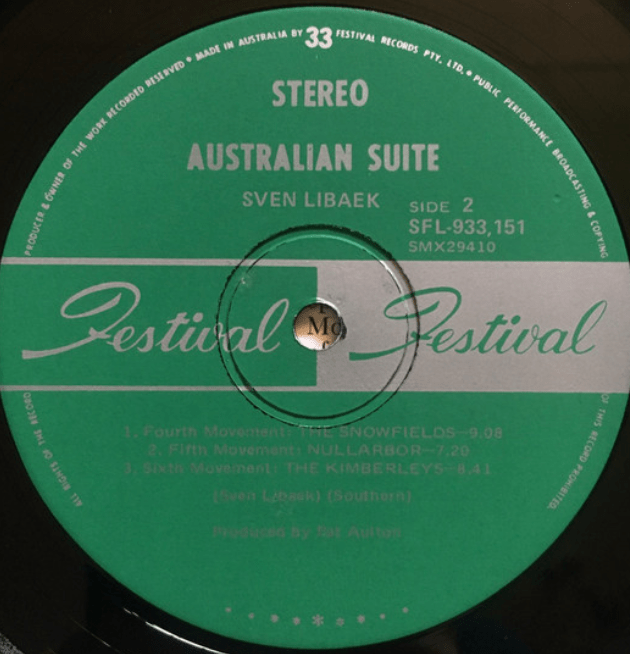 ALL RIGHTS OF THE RECORD PRODUCER & OWNER OF THE WORK RECORDED RESERVED * MADE IN AUSTRALIA BY 33 FESTIVAL RECORDS PTY. LTD. * PUBLIC PERFORMANCE BROADCASTING & COPYING OF THIS RECORD PROHIBITED.
STEREO
AUSTRALIAN SUITE
SVEN LIBAEK
SIDE 2
SFL-933,151
SMX29410
Festival Festival
Mo
1. Fourth Movement: THE SNOWFIELDS—9.08
2. Fifth Movement: NULLARBOR—7.20
3. Sixth Movement: THE KIMBERLEYS—8.41
(Sven Libaek) (Southern)
Produced by Pat Aulton